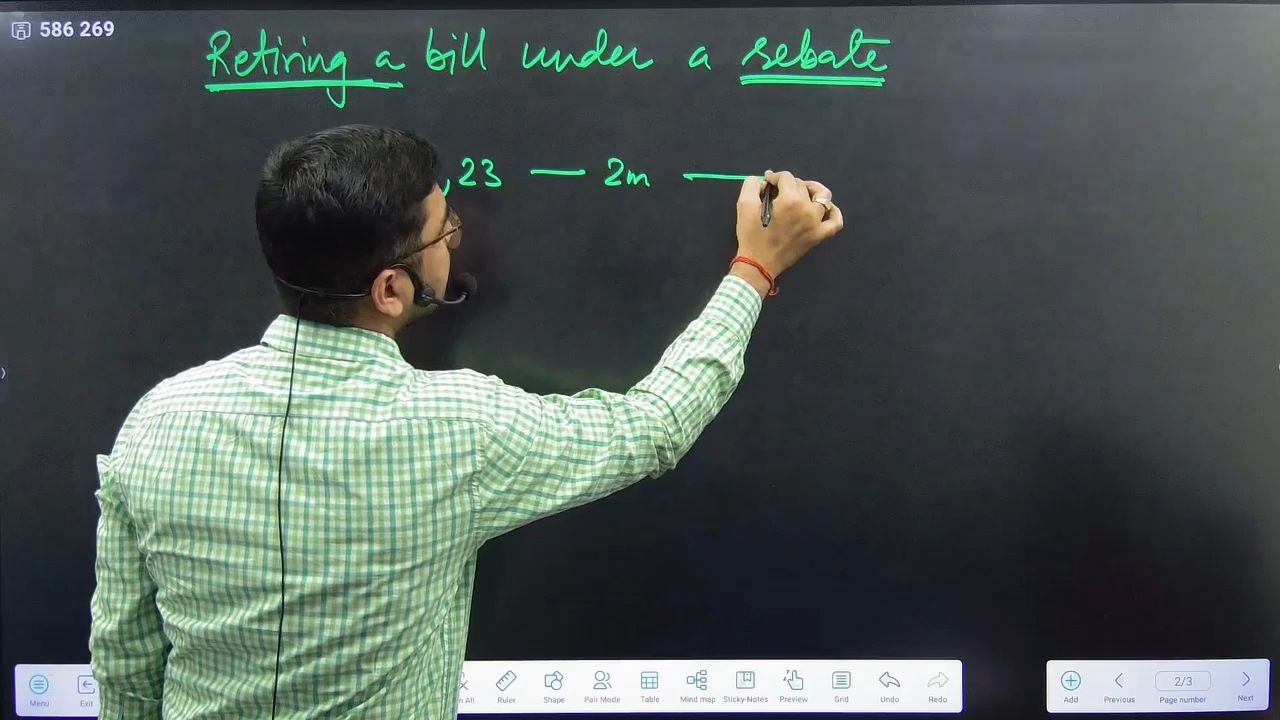 586 269
Retiring a bill under a rebate
, 23 — 2m —
Menu Exit All Ruler Shape Pair Mode Table Mind map Sticky-Notes Preview Grid Undo Redo Add Previous 2/3 Page number Next